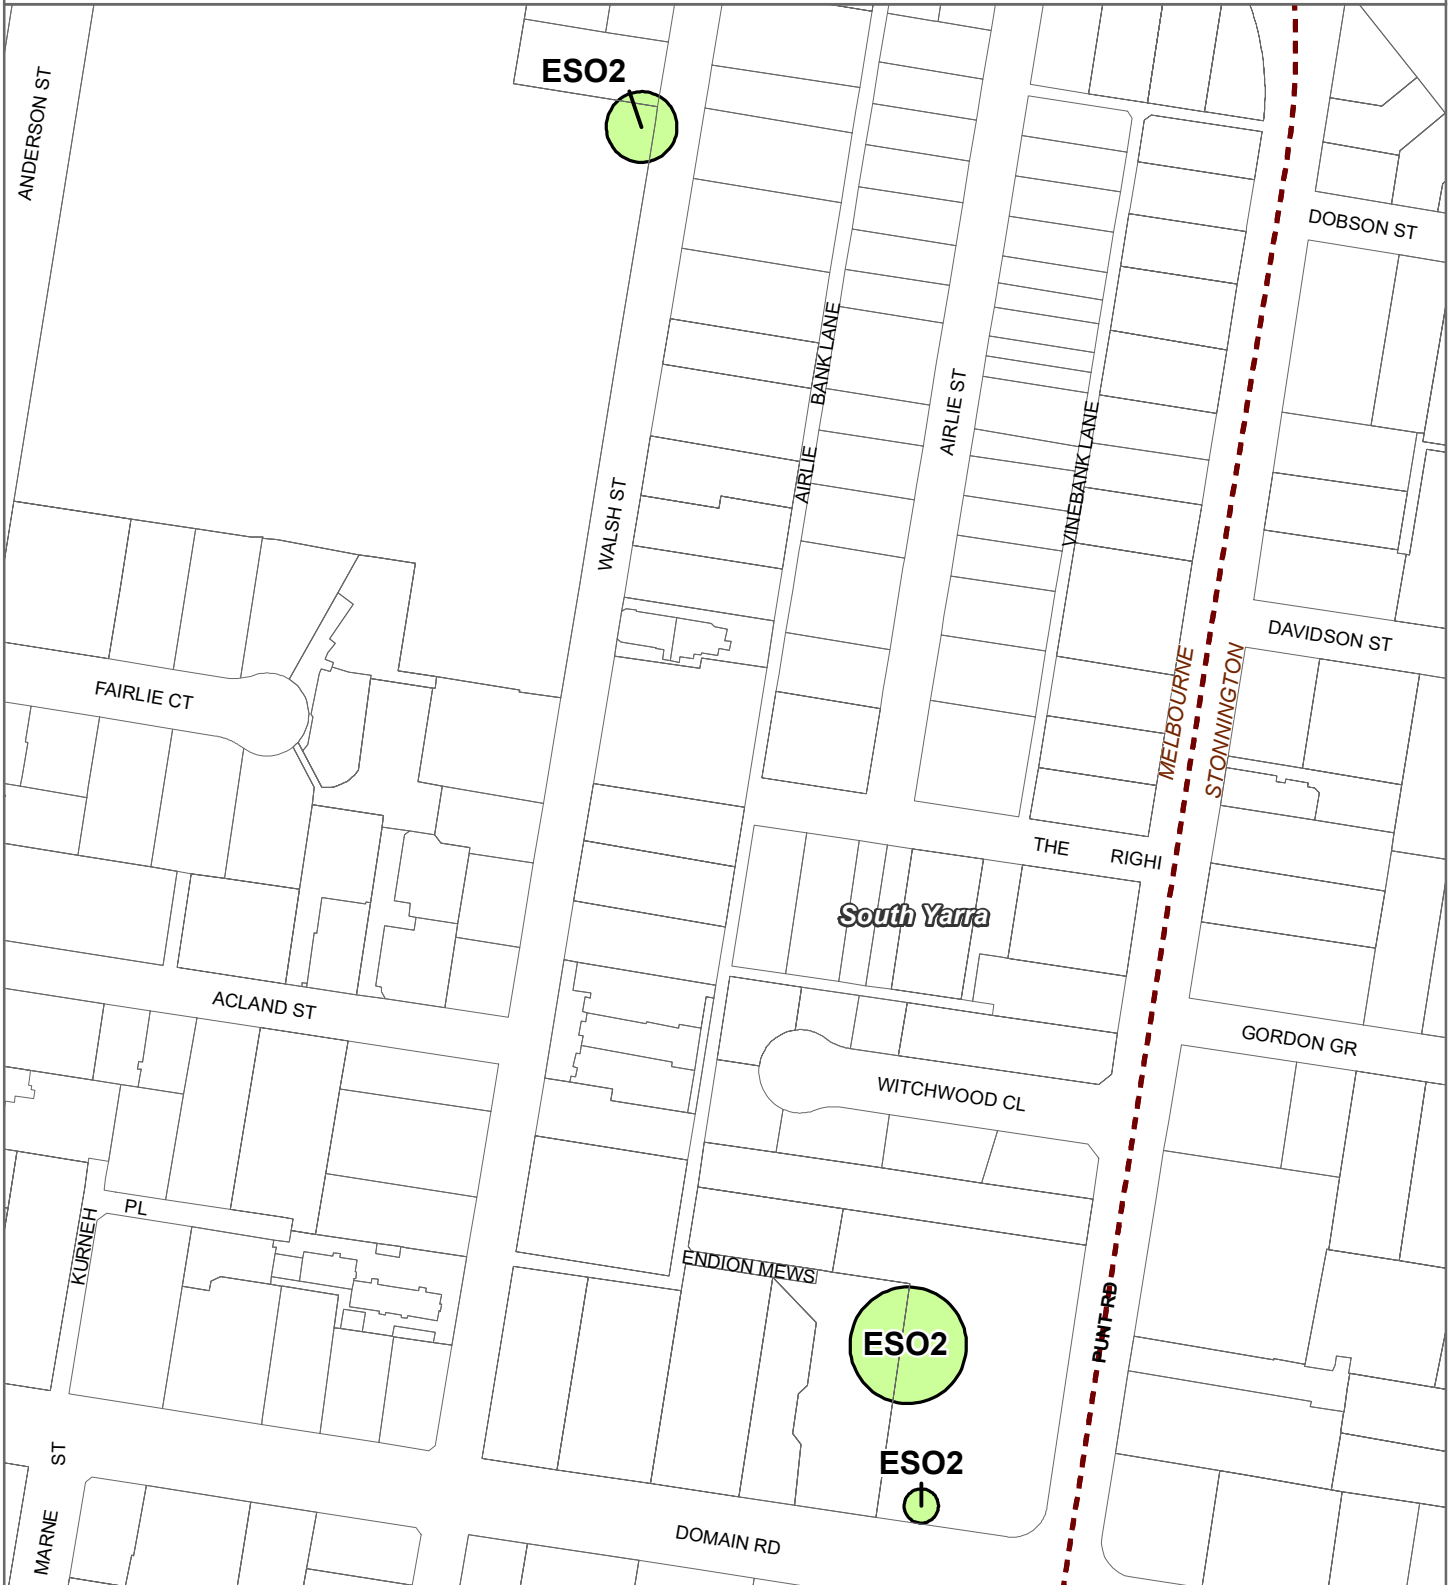 ESO2
ANDERSON ST
DOBSON ST
AIRLIE BANK LANE
AIRLIE ST
VINEBANK LANE
WALSH ST
DAVIDSON ST
MELBOURNE
STONNINGTON
FAIRLIE CT
THE RIGHI
South Yarra
ACLAND ST
GORDON GR
WITCHWOOD CL
KURNEH PL
ENDION MEWS
PUNT RD
ESO2
ESO2
MARNE ST
DOMAIN RD